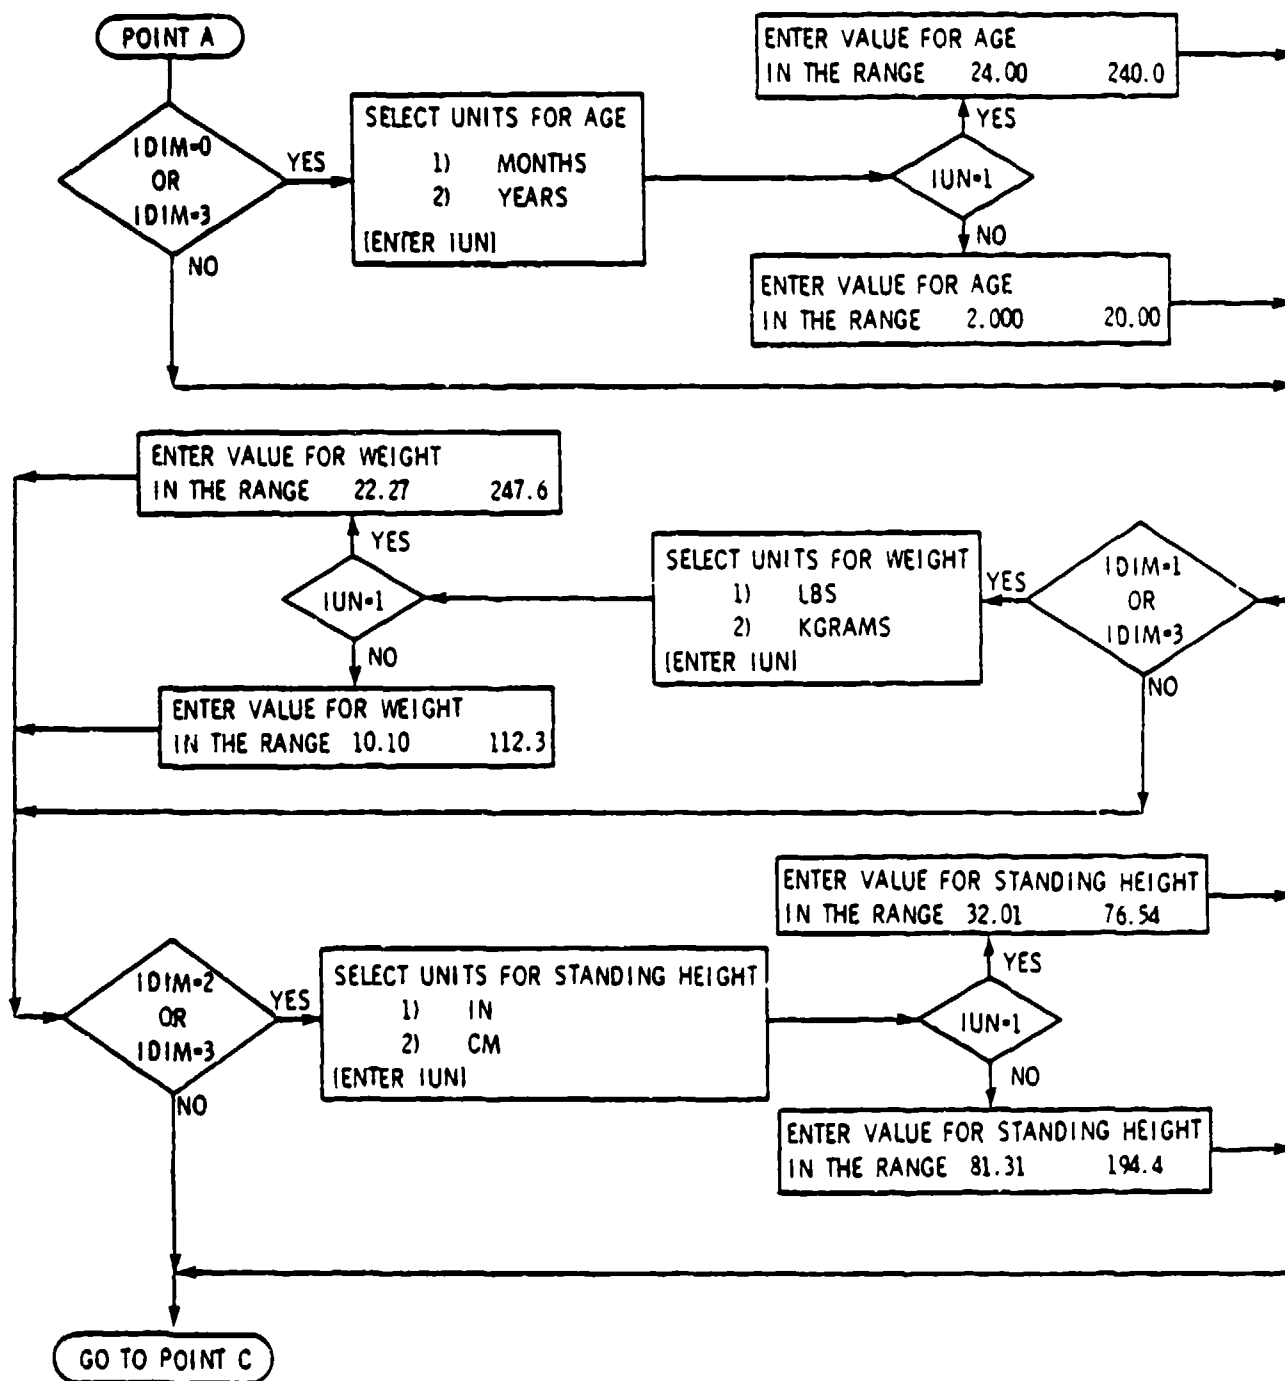 POINT A
IDIM=0
OR
IDIM=3
YES
NO
SELECT UNITS FOR AGE
1) MONTHS
2) YEARS
[ENTER IUN]
ENTER VALUE FOR AGE
IN THE RANGE 24.00 240.0
YES
IUN=1
NO
ENTER VALUE FOR AGE
IN THE RANGE 2.000 20.00
IDIM=1
OR
IDIM=3
YES
NO
SELECT UNITS FOR WEIGHT
1) LBS
2) KGRAMS
[ENTER IUN]
ENTER VALUE FOR WEIGHT
IN THE RANGE 22.27 247.6
YES
IUN=1
NO
ENTER VALUE FOR WEIGHT
IN THE RANGE 10.10 112.3
IDIM=2
OR
IDIM=3
YES
NO
SELECT UNITS FOR STANDING HEIGHT
1) IN
2) CM
[ENTER IUN]
ENTER VALUE FOR STANDING HEIGHT
IN THE RANGE 32.01 76.54
YES
IUN=1
NO
ENTER VALUE FOR STANDING HEIGHT
IN THE RANGE 81.31 194.4
GO TO POINT C